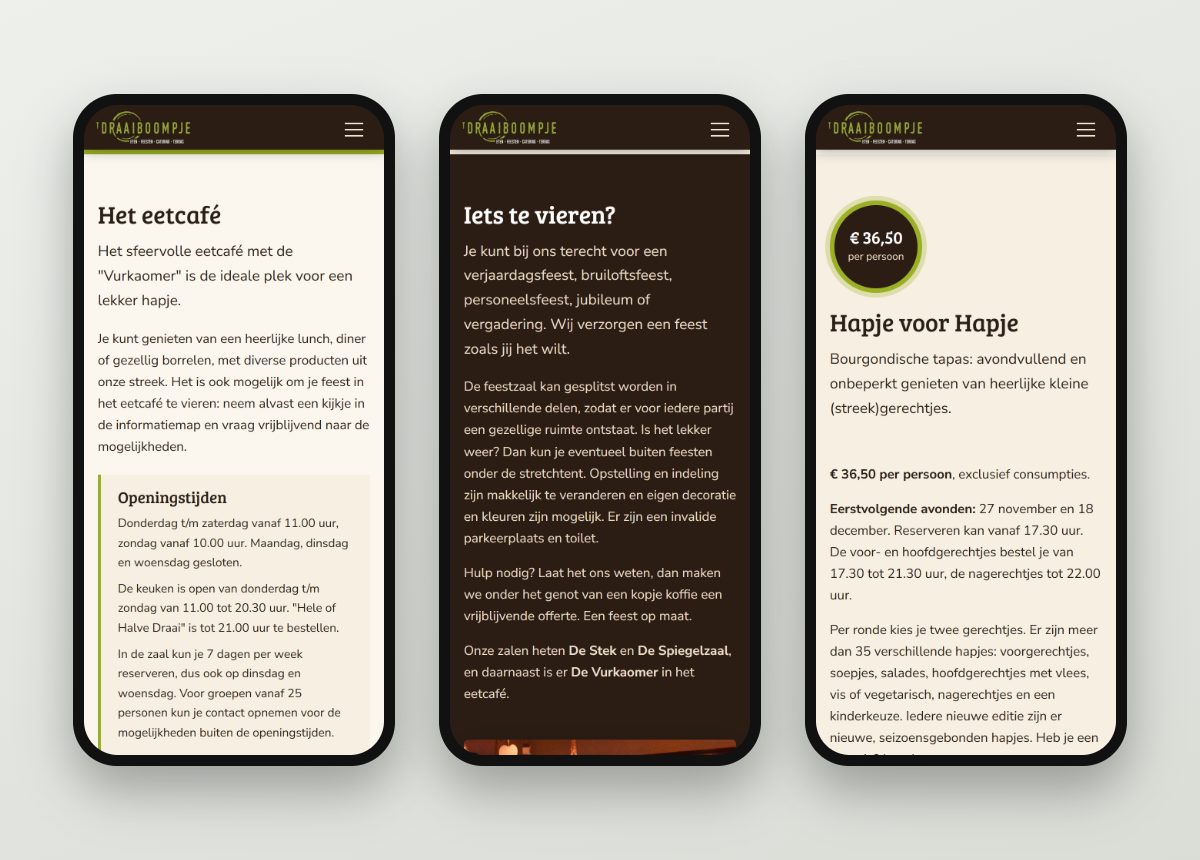 'TDRAAIBOOMPJE
ETEN • FEESTEN • CATERING • TERRAS
Het eetcafé
Het sfeervolle eetcafé met de
"Vurkaomer" is de ideale plek voor een
lekker hapje.
Je kunt genieten van een heerlijke lunch, diner
of gezellig borrelen, met diverse producten uit
onze streek. Het is ook mogelijk om je feest in
het eetcafé te vieren: neem alvast een kijkje in
de informatiemap en vraag vrijblijvend naar de
mogelijkheden.
Openingstijden
Donderdag t/m zaterdag vanaf 11.00 uur,
zondag vanaf 10.00 uur. Maandag, dinsdag
en woensdag gesloten.
De keuken is open van donderdag t/m
zondag van 11.00 tot 20.30 uur. "Hele of
Halve Draai" is tot 21.00 uur te bestellen.
In de zaal kun je 7 dagen per week
reserveren, dus ook op dinsdag en
woensdag. Voor groepen vanaf 25
personen kun je contact opnemen voor de
mogelijkheden buiten de openingstijden.
'TDRAAIBOOMPJE
ETEN • FEESTEN • CATERING • TERRAS
Iets te vieren?
Je kunt bij ons terecht voor een
verjaardagsfeest, bruiloftsfeest,
personeelsfeest, jubileum of
vergadering. Wij verzorgen een feest
zoals jij het wilt.
De feestzaal kan gesplitst worden in
verschillende delen, zodat er voor iedere partij
een gezellige ruimte ontstaat. Is het lekker
weer? Dan kun je eventueel buiten feesten
onder de stretchtent. Opstelling en indeling
zijn makkelijk te veranderen en eigen decoratie
en kleuren zijn mogelijk. Er zijn een invalide
parkeerplaats en toilet.
Hulp nodig? Laat het ons weten, dan maken
we onder het genot van een kopje koffie een
vrijblijvende offerte. Een feest op maat.
Onze zalen heten De Stek en De Spiegelzaal,
en daarnaast is er De Vurkaomer in het
eetcafé.
'TDRAAIBOOMPJE
ETEN • FEESTEN • CATERING • TERRAS
€ 36,50
per persoon
Hapje voor Hapje
Bourgondische tapas: avondvullend en
onbeperkt genieten van heerlijke kleine
(streek)gerechtjes.
€ 36,50 per persoon, exclusief consumpties.
Eerstvolgende avonden: 27 november en 18
december. Reserveren kan vanaf 17.30 uur.
De voor- en hoofdgerechtjes bestel je van
17.30 tot 21.30 uur, de nagerechtjes tot 22.00
uur.
Per ronde kies je twee gerechtjes. Er zijn meer
dan 35 verschillende hapjes: voorgerechtjes,
soepjes, salades, hoofdgerechtjes met vlees,
vis of vegetarisch, nagerechtjes en een
kinderkeuze. Iedere nieuwe editie zijn er
nieuwe, seizoensgebonden hapjes. Heb je een